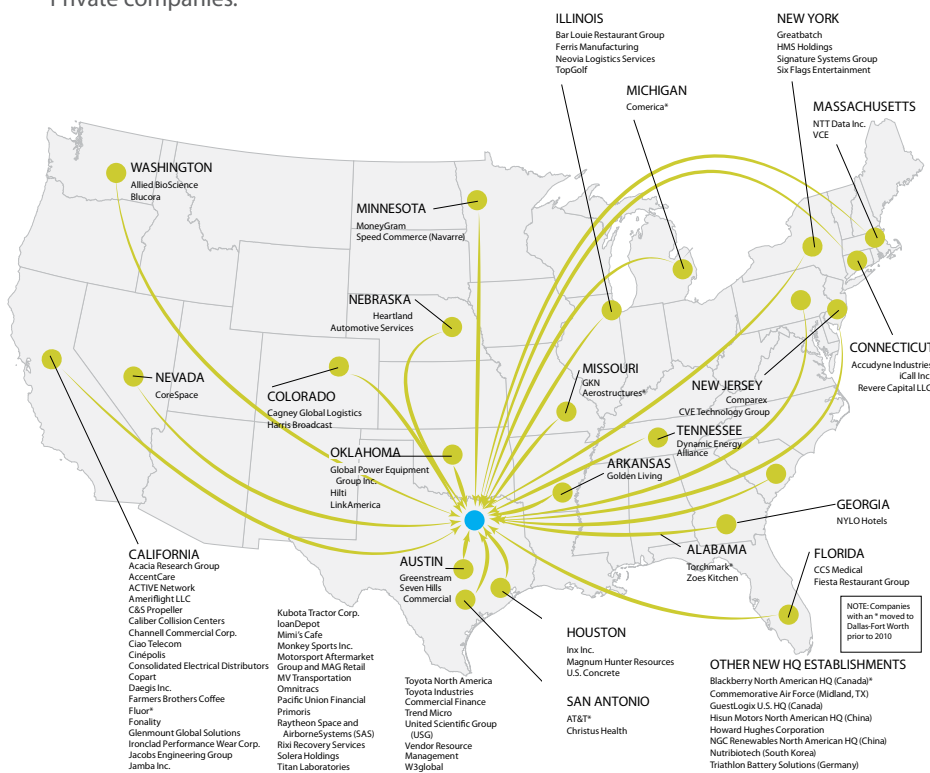 Private companies.
ILLINOIS
Bar Louie Restaurant Group
Ferris Manufacturing
Neovia Logistics Services
TopGolf
NEW YORK
Greatbatch
HMS Holdings
Signature Systems Group
Six Flags Entertainment
MICHIGAN
Comerica*
MASSACHUSETTS
NTT Data Inc.
VCE
WASHINGTON
Allied BioScience
Blucora
MINNESOTA
MoneyGram
Speed Commerce (Navarre)
NEBRASKA
Heartland
Automotive Services
CONNECTICUT
Accudyne Industries
iCall Inc
Revere Capital LLC
NEVADA
CoreSpace
COLORADO
Cagney Global Logistics
Harris Broadcast
MISSOURI
GKN
Aerostructures*
NEW JERSEY
Comparex
CVE Technology Group
TENNESSEE
Dynamic Energy
Alliance
OKLAHOMA
Global Power Equipment
Group Inc.
Hilti
LinkAmerica
ARKANSAS
Golden Living
GEORGIA
NYLO Hotels
ALABAMA
Torchmark*
Zoes Kitchen
FLORIDA
CCS Medical
Fiesta Restaurant Group
AUSTIN
Greenstream
Seven Hills
Commercial
CALIFORNIA
Acacia Research Group
AccentCare
ACTIVE Network
Ameriflight LLC
C&S Propeller
Caliber Collision Centers
Channell Commercial Corp.
Ciao Telecom
Cinépolis
Consolidated Electrical Distributors
Copart
Daegis Inc.
Farmers Brothers Coffee
Fluor*
Fonality
Glenmount Global Solutions
Ironclad Performance Wear Corp.
Jacobs Engineering Group
Jamba Inc.
Kubota Tractor Corp.
loanDepot
Mimi's Cafe
Monkey Sports Inc.
Motorsport Aftermarket
Group and MAG Retail
MV Transportation
Omnitracs
Pacific Union Financial
Primoris
Raytheon Space and
AirborneSystems (SAS)
Rixi Recovery Services
Solera Holdings
Titan Laboratories
Toyota North America
Toyota Industries
Commercial Finance
Trend Micro
United Scientific Group
(USG)
Vendor Resource
Management
W3global
HOUSTON
Inx Inc.
Magnum Hunter Resources
U.S. Concrete
SAN ANTONIO
AT&T*
Christus Health
NOTE: Companies
with an * moved to
Dallas-Fort Worth
prior to 2010
OTHER NEW HQ ESTABLISHMENTS
Blackberry North American HQ (Canada)*
Commemorative Air Force (Midland, TX)
GuestLogix U.S. HQ (Canada)
Hisun Motors North American HQ (China)
Howard Hughes Corporation
NGC Renewables North American HQ (China)
Nutribiotech (South Korea)
Triathlon Battery Solutions (Germany)